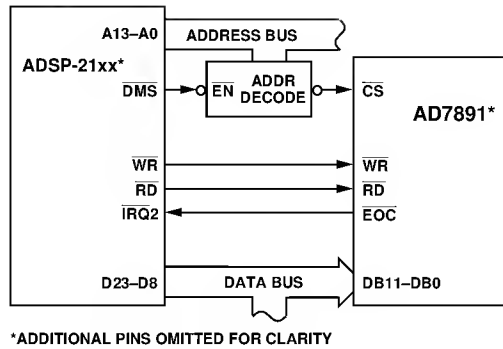 A13–A0
ADDRESS BUS
ADSP-21xx*
DMS
EN
ADDR
DECODE
CS
AD7891*
WR
WR
RD
RD
IRQ2
EOC
D23–D8
DATA BUS
DB11–DB0
*ADDITIONAL PINS OMITTED FOR CLARITY